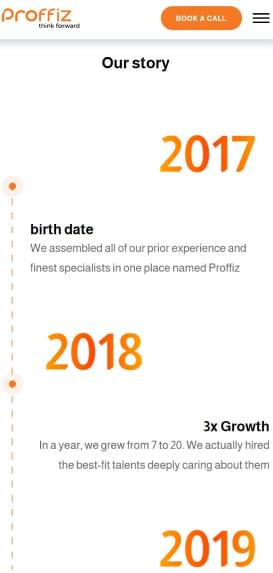 Proffiz
think forward
BOOK A CALL
Our story
2017
birth date
We assembled all of our prior experience and
finest specialists in one place named Proffiz
2018
3x Growth
In a year, we grew from 7 to 20. We actually hired
the best-fit talents deeply caring about them
2019